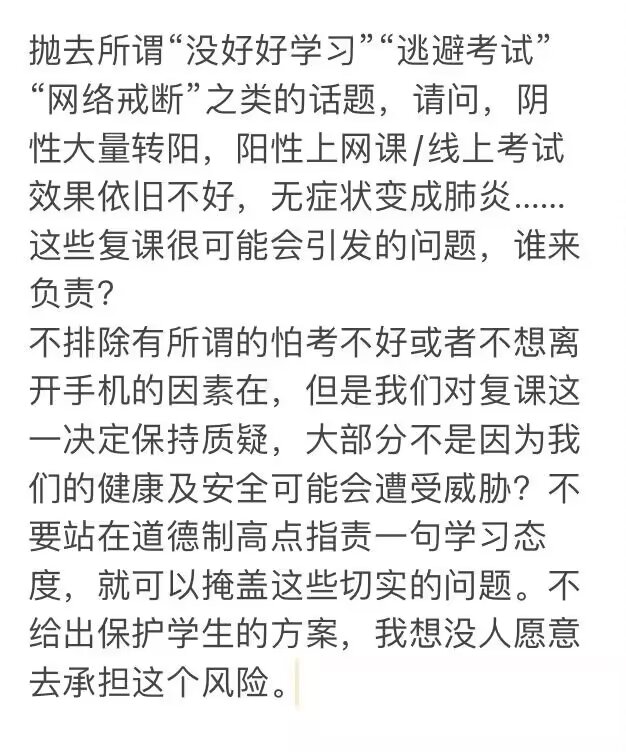 抛去所谓“没好好学习”“逃避考试”
“网络戒断”之类的话题，请问，阴
性大量转阳，阳性上网课/线上考试
效果依旧不好，无症状变成肺炎……
这些复课很可能会引发的问题，谁来
负责？
不排除有所谓的怕考不好或者不想离
开手机的因素在，但是我们对复课这
一决定保持质疑，大部分不是因为我
们的健康及安全可能会遭受威胁？不
要站在道德制高点指责一句学习态
度，就可以掩盖这些切实的问题。不
给出保护学生的方案，我想没人愿意
去承担这个风险。